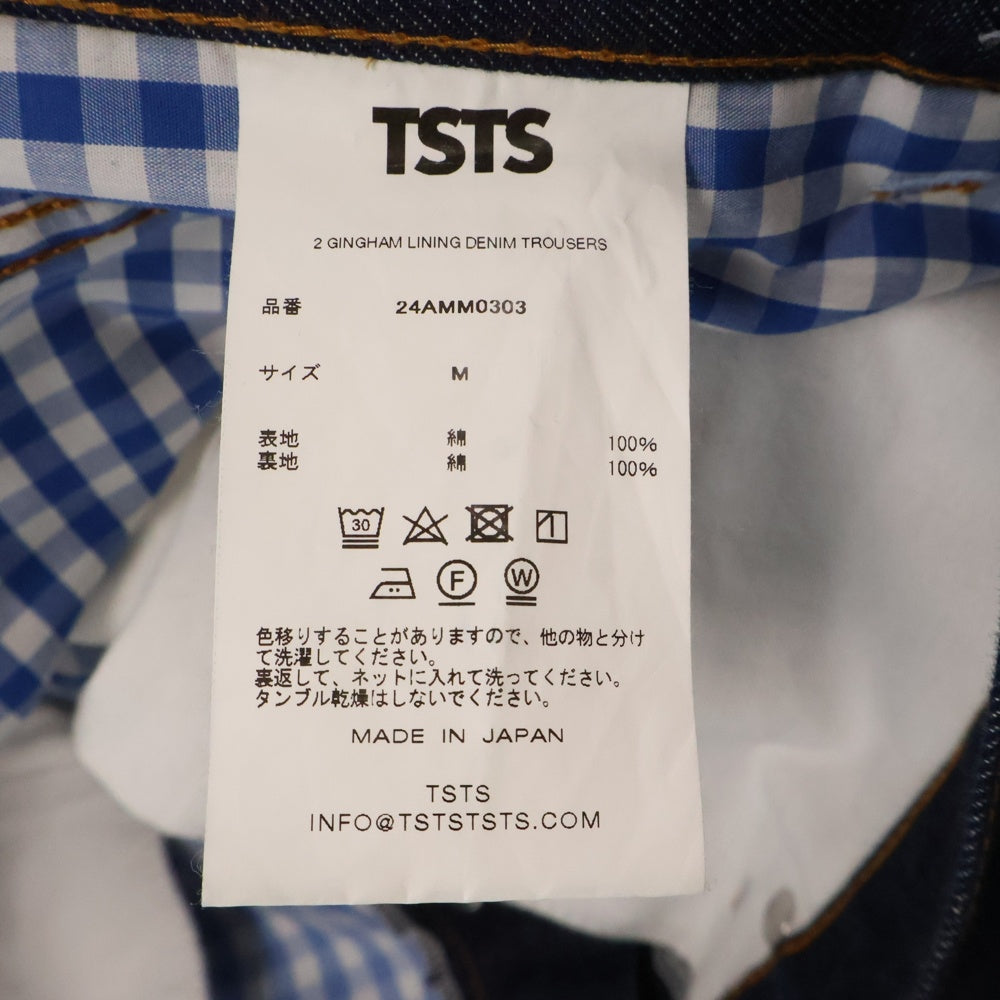 TSTS
2 GINGHAM LINING DENIM TROUSERS
品番 24AMM0303
サイズ M
表地 綿 100%
裏地 綿 100%
30
F W
色移りすることがありますので、他の物と分け
て洗濯してください。
裏返して、ネットに入れて洗ってください。
タンブル乾燥はしないでください。
MADE IN JAPAN
TSTS
INFO@TSTSTSTS.COM